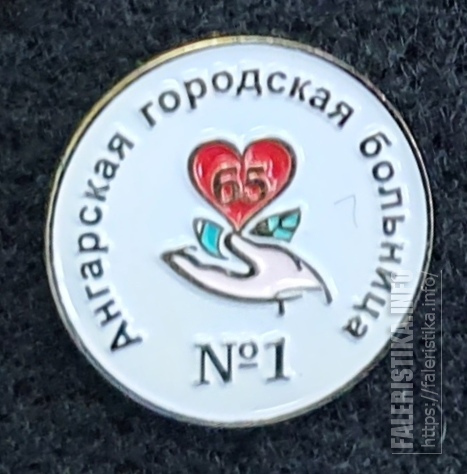 Ангарская городская больница
65
№1
FALERISTIKA.INFO
https://faleristika.info/